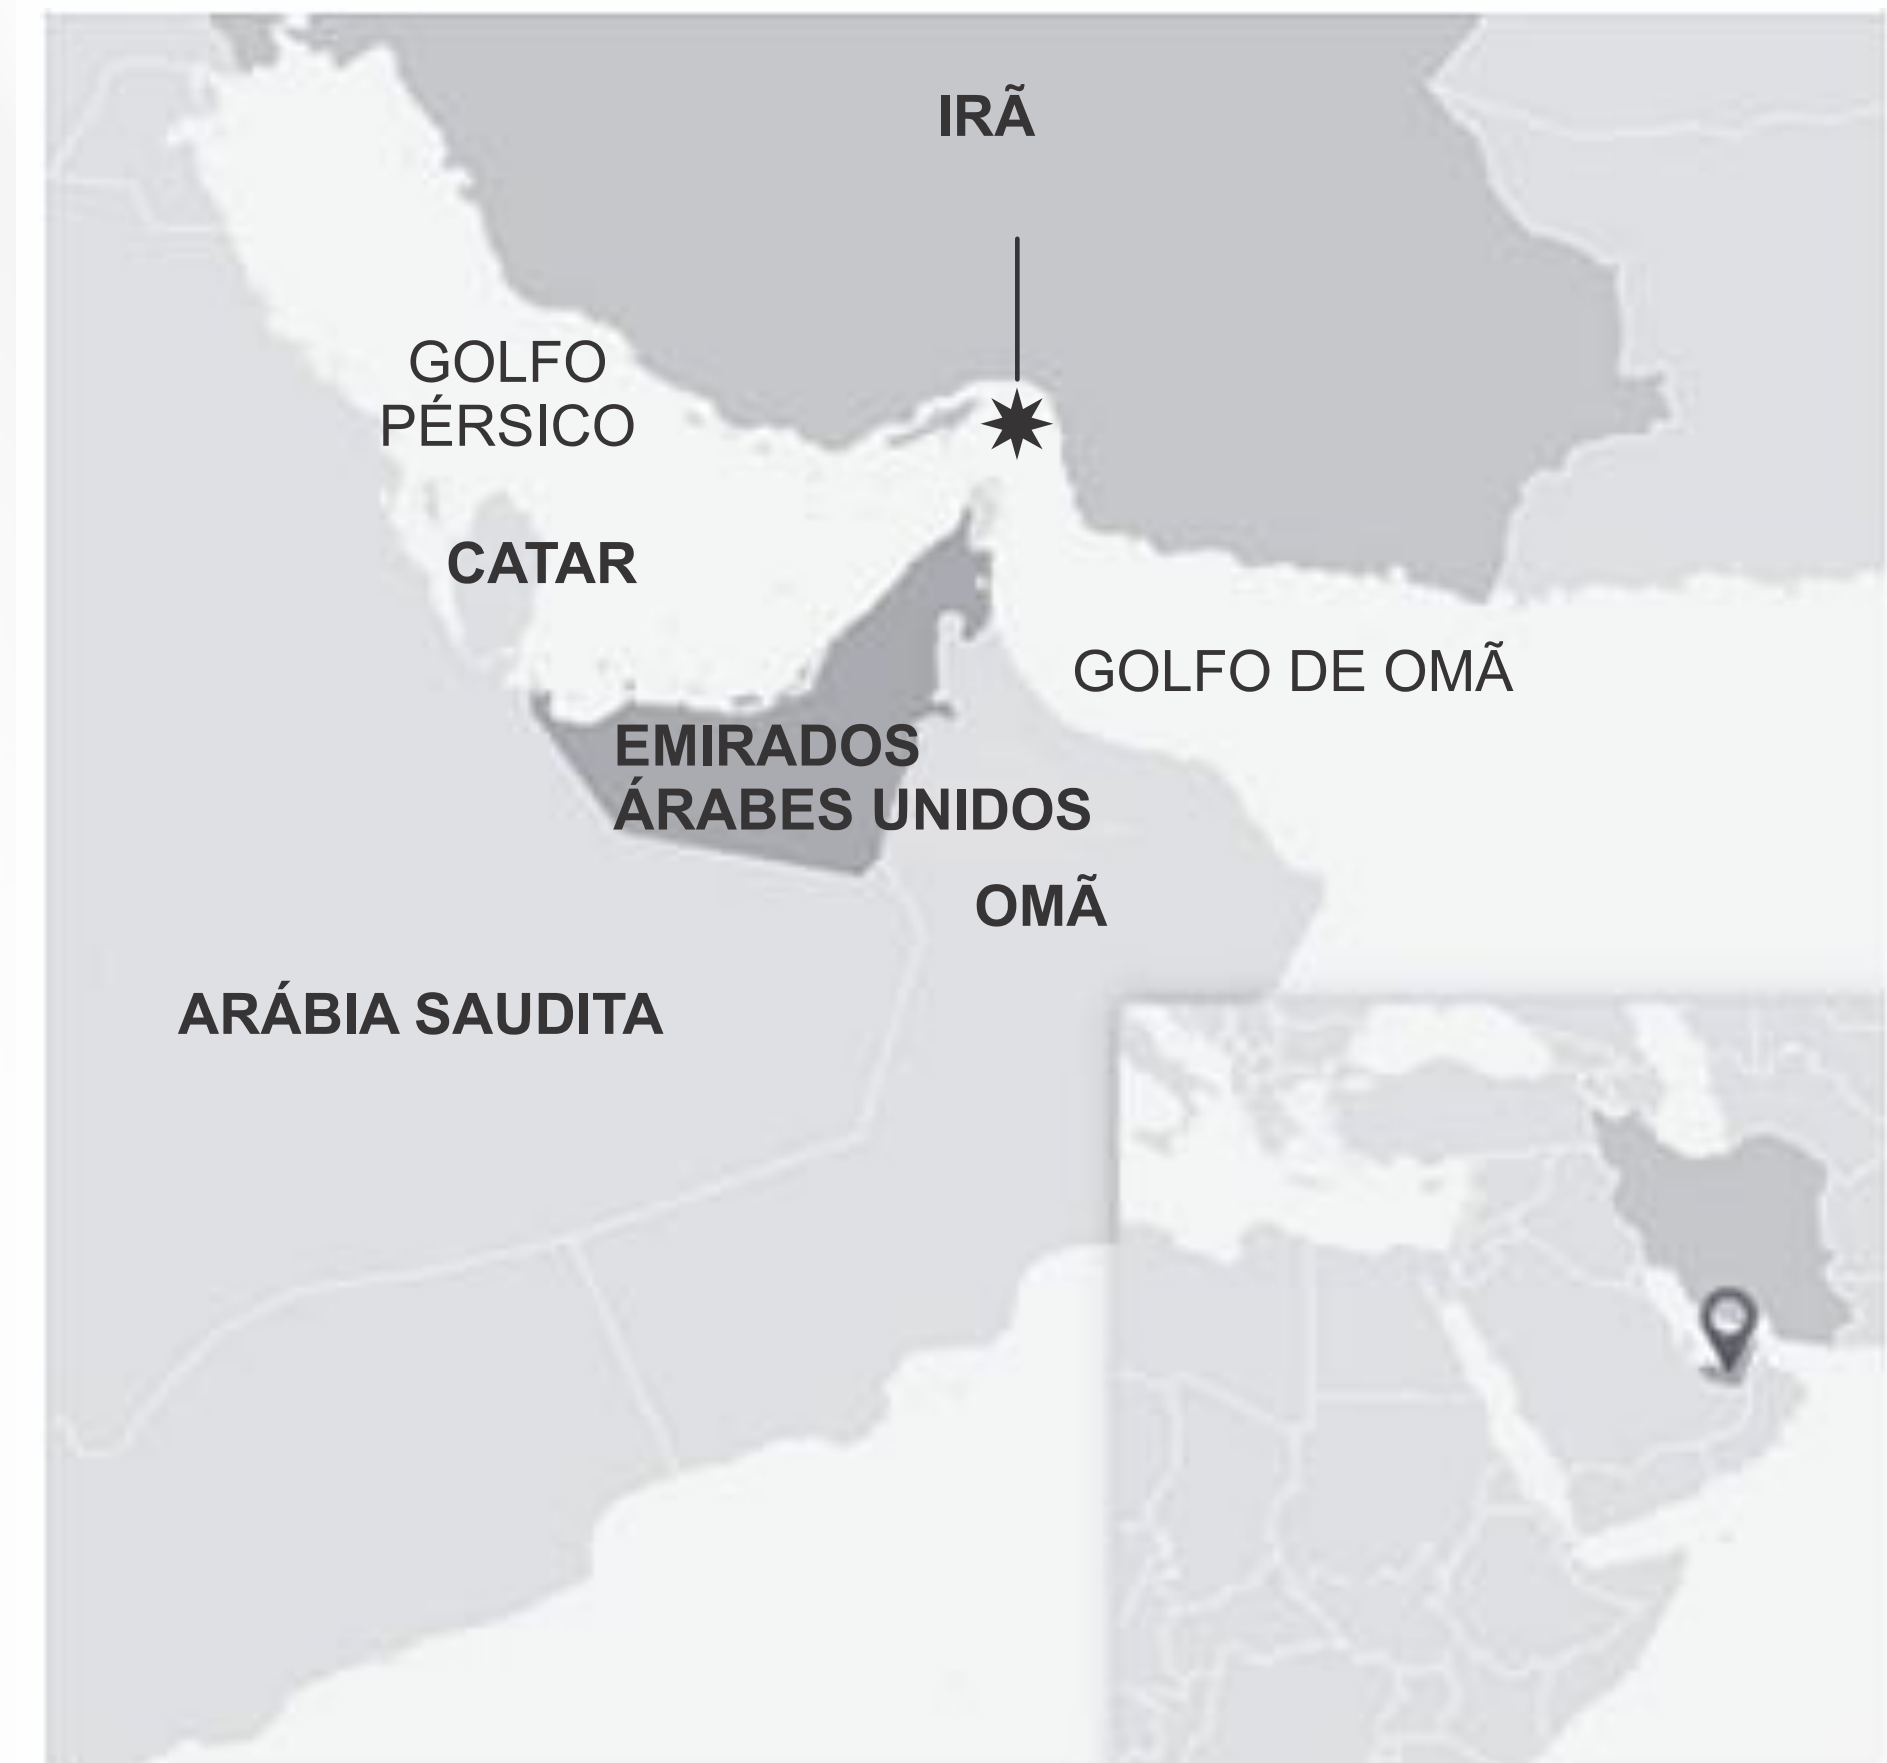 IRÃ
GOLFO
PÉRSICO
CATAR
GOLFO DE OMÃ
EMIRADOS
ÁRABES UNIDOS
OMÃ
ARÁBIA SAUDITA